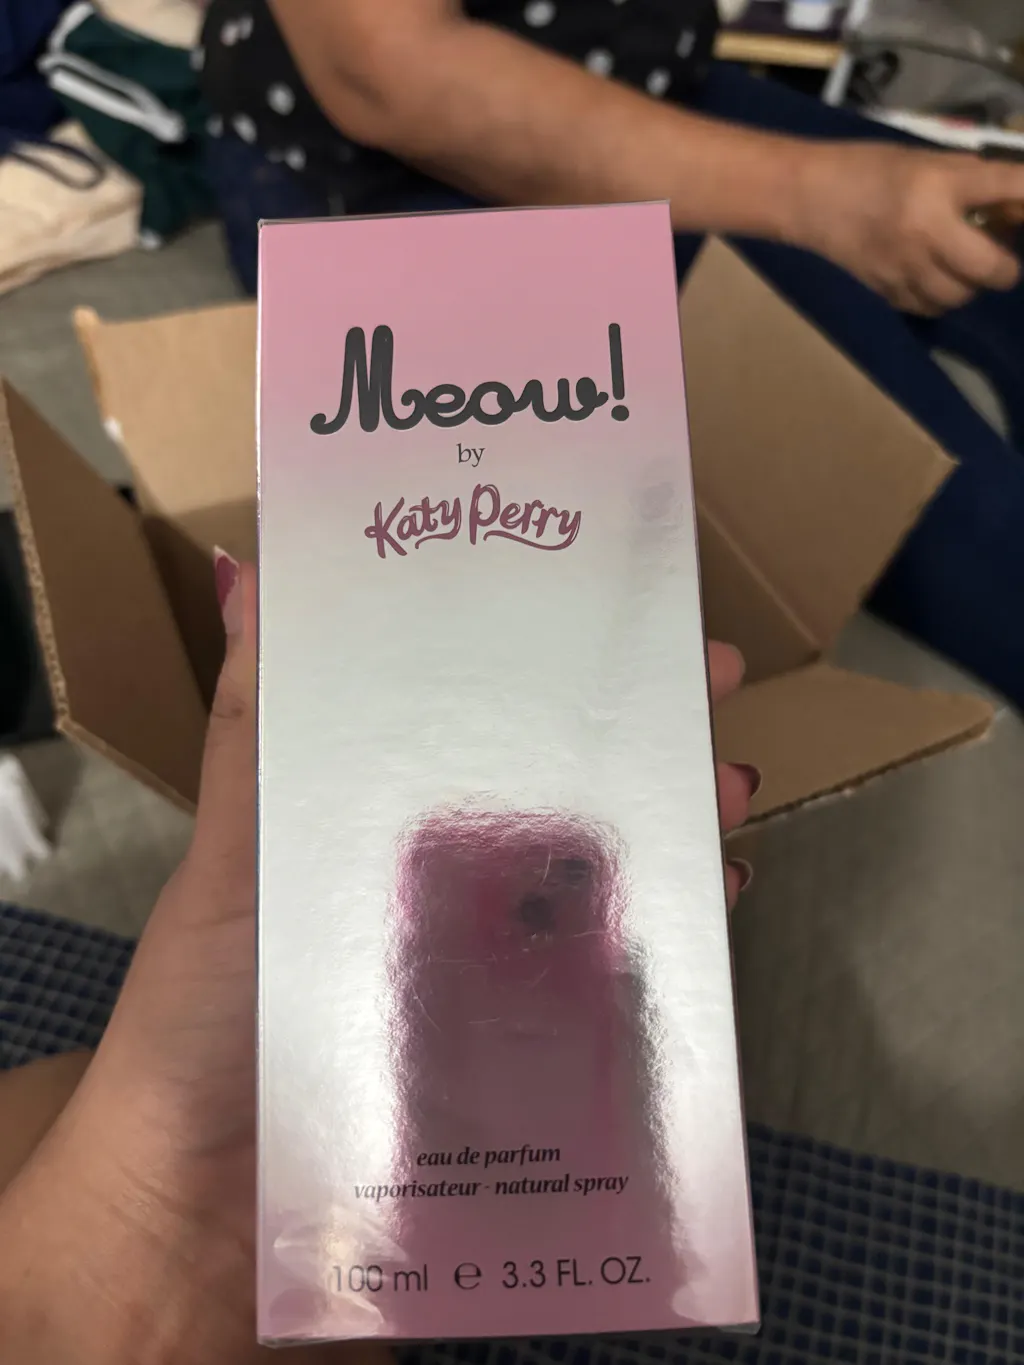 Meow!
by
Katy Perry
eau de parfum
vaporisateur - natural spray
100 ml ℮ 3.3 FL. OZ.